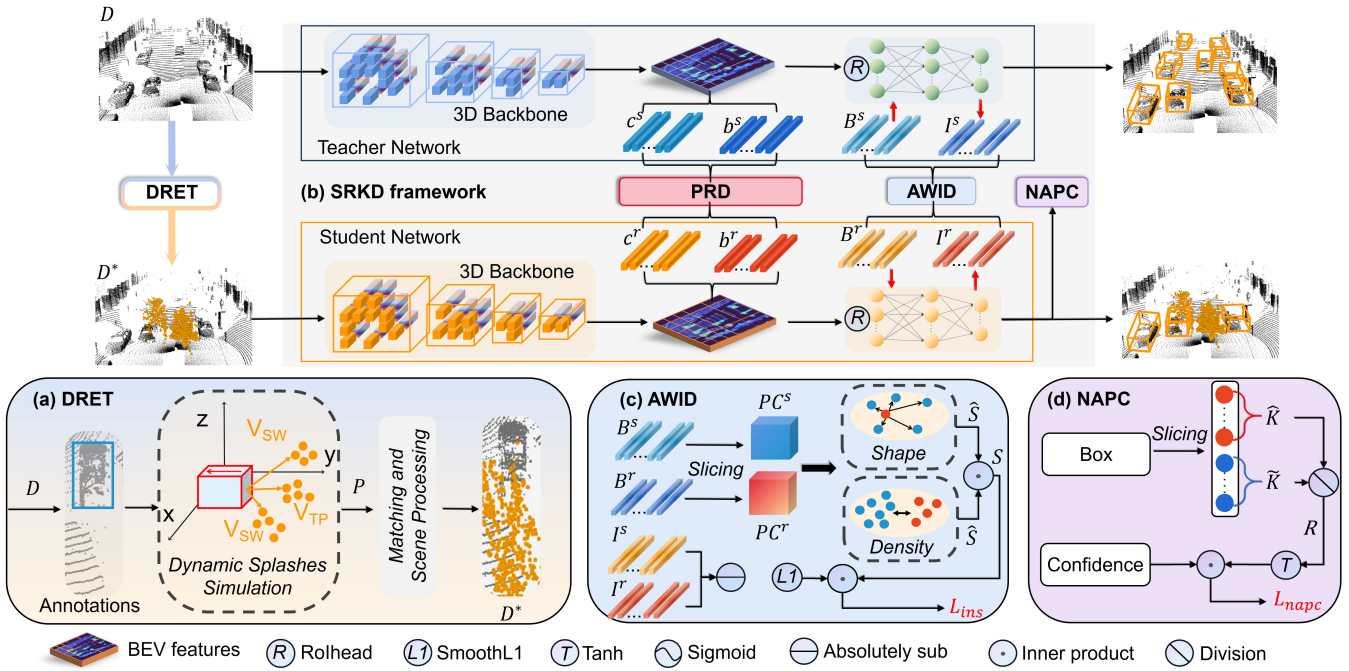 D
3D Backbone
R
c^s
b^s
B^s
I^s
Teacher Network
DRET
(b) SRKD framework
PRD
AWID
NAPC
Student Network
c^r
b^r
B^r
I^r
D*
3D Backbone
R
(a) DRET
D
Annotations
z
y
x
V_SW
V_TP
V_SW
Dynamic Splashes
Simulation
P
Matching and
Scene Processing
D*
(c) AWID
B^s
B^r
I^s
I^r
Slicing
PC^s
PC^r
Shape
Density
Ŝ
Ŝ
S
L1
L_ins
(d) NAPC
Box
Slicing
K̂
K̃
R
Confidence
T
L_napc
BEV features
R RoIhead
L1 SmoothL1
T Tanh
Sigmoid
Absolutely sub
Inner product
Division